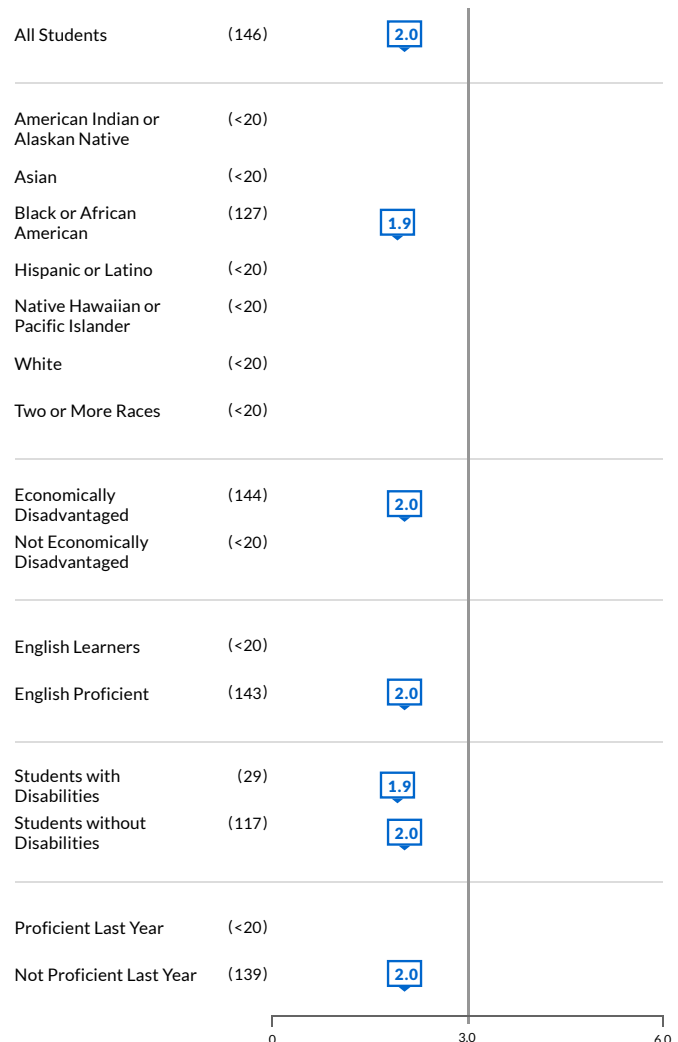 All Students (146) 2.0
American Indian or
Alaskan Native (<20)
Asian (<20)
Black or African
American (127) 1.9
Hispanic or Latino (<20)
Native Hawaiian or
Pacific Islander (<20)
White (<20)
Two or More Races (<20)
Economically
Disadvantaged (144) 2.0
Not Economically
Disadvantaged (<20)
English Learners (<20)
English Proficient (143) 2.0
Students with
Disabilities (29) 1.9
Students without
Disabilities (117) 2.0
Proficient Last Year (<20)
Not Proficient Last Year (139) 2.0
0 3.0 6.0